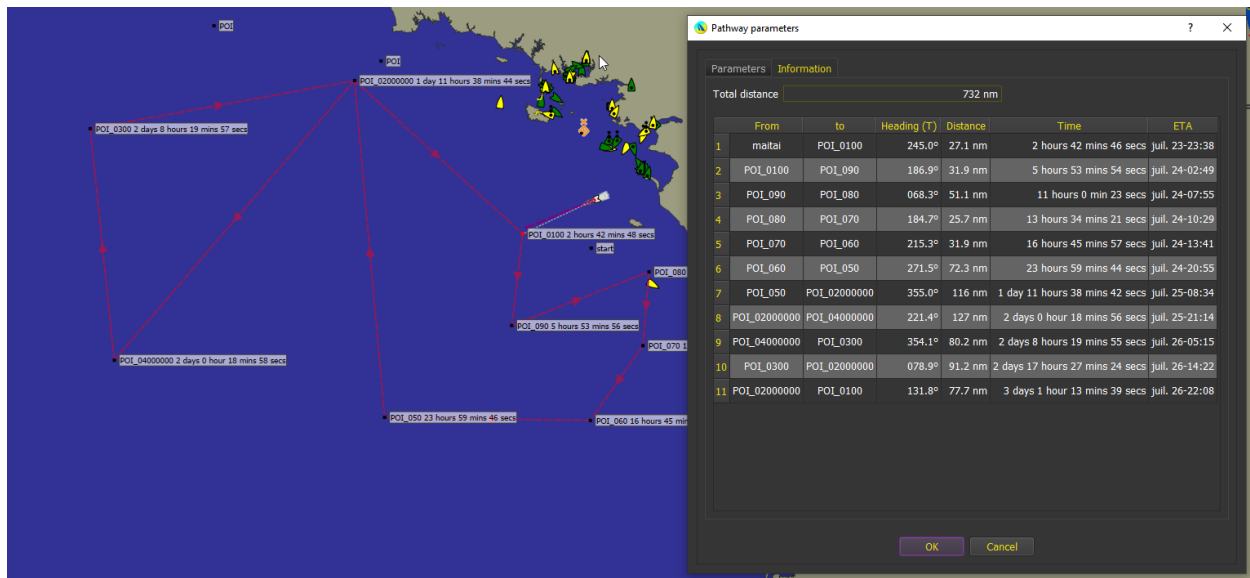 POI
POI
POI_02000000 1 day 11 hours 38 mins 44 secs
POI_0300 2 days 8 hours 19 mins 57 secs
POI_0100 2 hours 42 mins 48 secs
start
POI_080
POI_090 5 hours 53 mins 56 secs
POI_070 1
POI_04000000 2 days 0 hour 18 mins 58 secs
POI_050 23 hours 59 mins 46 secs
POI_060 16 hours 45 min
Pathway parameters
?
Parameters Information
Total distance 732 nm
From to Heading (T) Distance Time ETA
1 maitai POI_0100 245.0° 27.1 nm 2 hours 42 mins 46 secs juil. 23-23:38
2 POI_0100 POI_090 186.9° 31.9 nm 5 hours 53 mins 54 secs juil. 24-02:49
3 POI_090 POI_080 068.3° 51.1 nm 11 hours 0 min 23 secs juil. 24-07:55
4 POI_080 POI_070 184.7° 25.7 nm 13 hours 34 mins 21 secs juil. 24-10:29
5 POI_070 POI_060 215.3° 31.9 nm 16 hours 45 mins 57 secs juil. 24-13:41
6 POI_060 POI_050 271.5° 72.3 nm 23 hours 59 mins 44 secs juil. 24-20:55
7 POI_050 POI_02000000 355.0° 116 nm 1 day 11 hours 38 mins 42 secs juil. 25-08:34
8 POI_02000000 POI_04000000 221.4° 127 nm 2 days 0 hour 18 mins 56 secs juil. 25-21:14
9 POI_04000000 POI_0300 354.1° 80.2 nm 2 days 8 hours 19 mins 55 secs juil. 26-05:15
10 POI_0300 POI_02000000 078.9° 91.2 nm 2 days 17 hours 27 mins 24 secs juil. 26-14:22
11 POI_02000000 POI_0100 131.8° 77.7 nm 3 days 1 hour 13 mins 39 secs juil. 26-22:08
OK Cancel